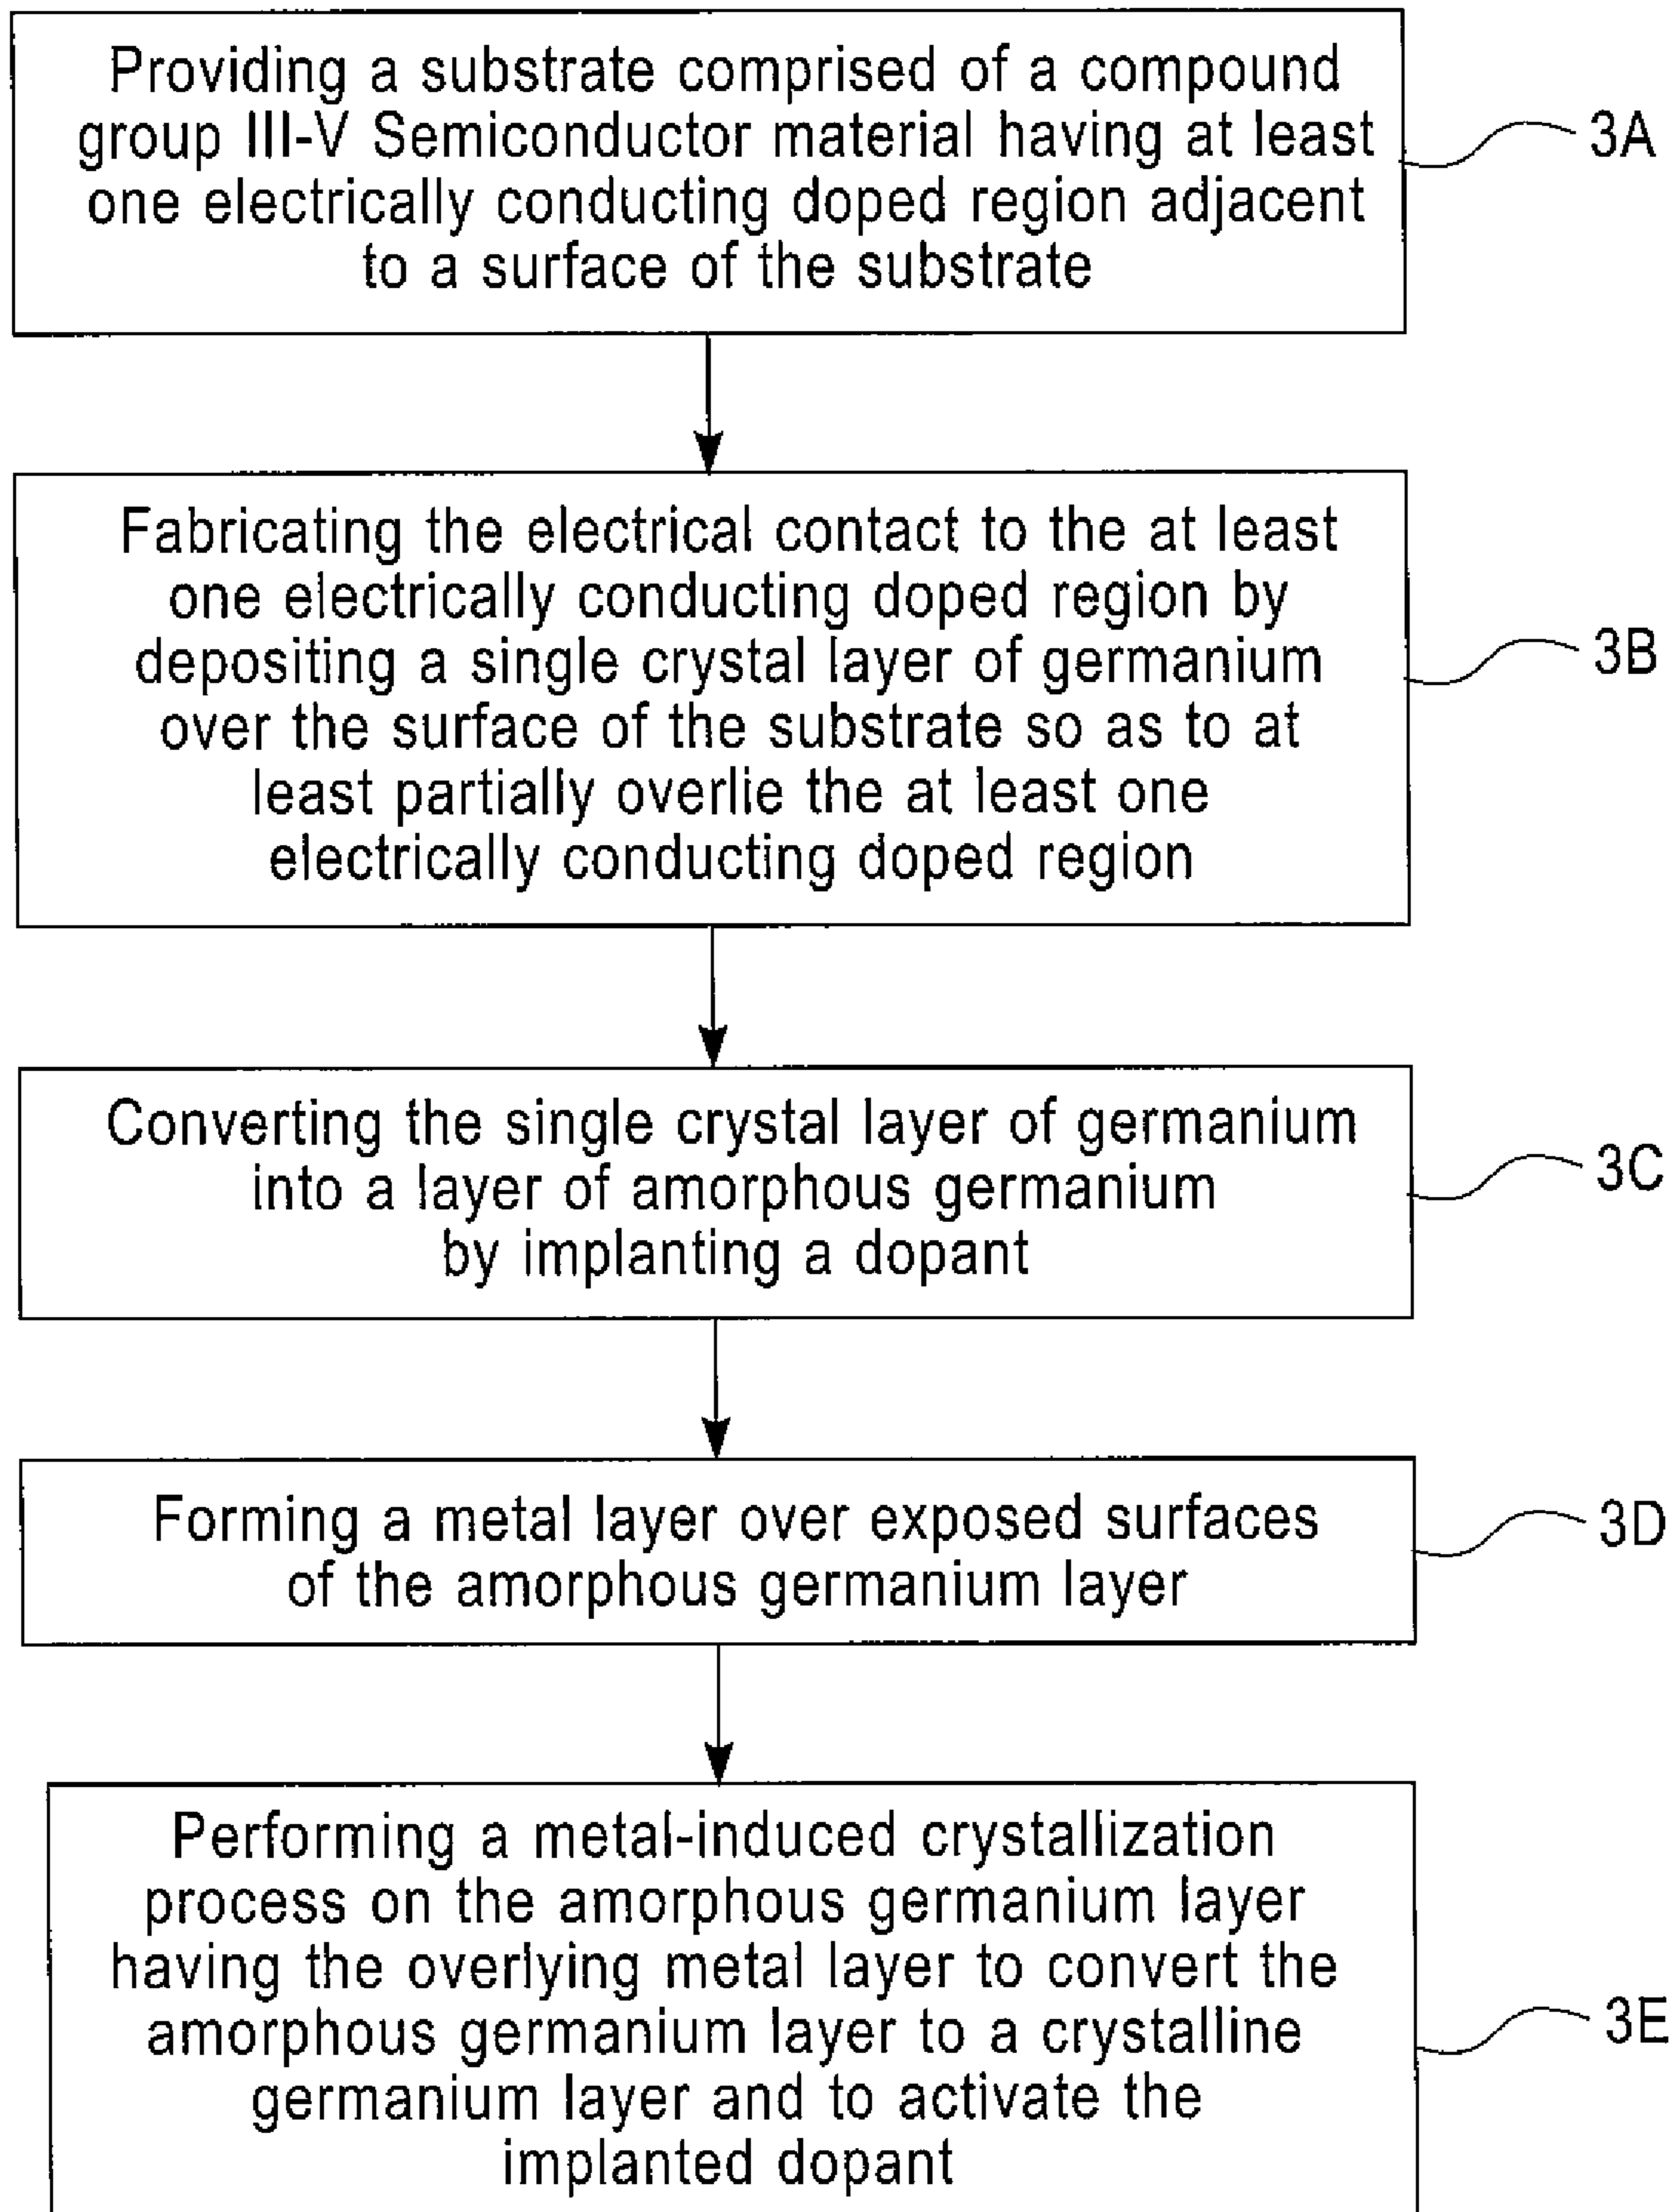 Providing a substrate comprised of a compound
group III-V Semiconductor material having at least
one electrically conducting doped region adjacent
to a surface of the substrate
3A
Fabricating the electrical contact to the at least
one electrically conducting doped region by
depositing a single crystal layer of germanium
over the surface of the substrate so as to at
least partially overlie the at least one
electrically conducting doped region
3B
Converting the single crystal layer of germanium
into a layer of amorphous germanium
by implanting a dopant
3C
Forming a metal layer over exposed surfaces
of the amorphous germanium layer
3D
Performing a metal-induced crystallization
process on the amorphous germanium layer
having the overlying metal layer to convert the
amorphous germanium layer to a crystalline
germanium layer and to activate the
implanted dopant
3E